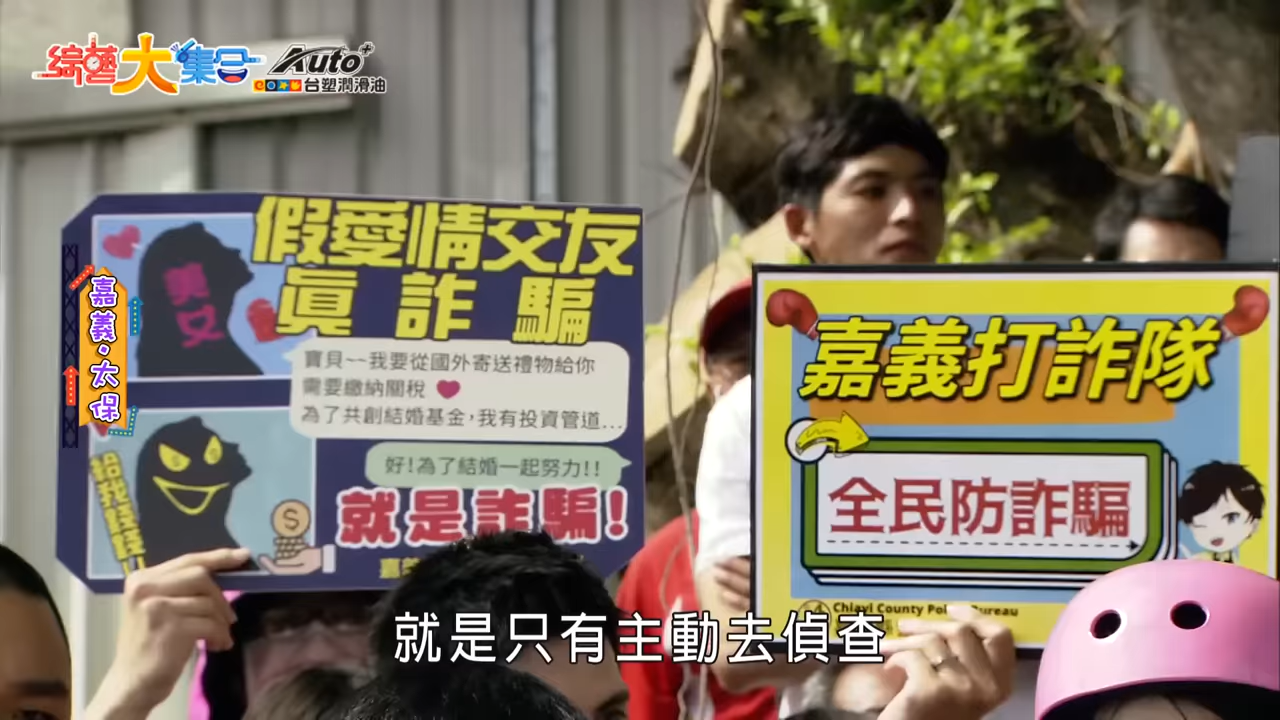 綜藝大集合
Auto+
台塑潤滑油
嘉義·太保
假愛情交友
真詐騙
美女
寶貝~~我要從國外寄送禮物給你
需要繳納關稅
為了共創結婚基金，我有投資管道...
好！為了結婚一起努力！！
給我錢錢！！
就是詐騙！
嘉義打詐隊
全民防詐騙
Chiayi County Police Bureau
就是只有主動去偵查